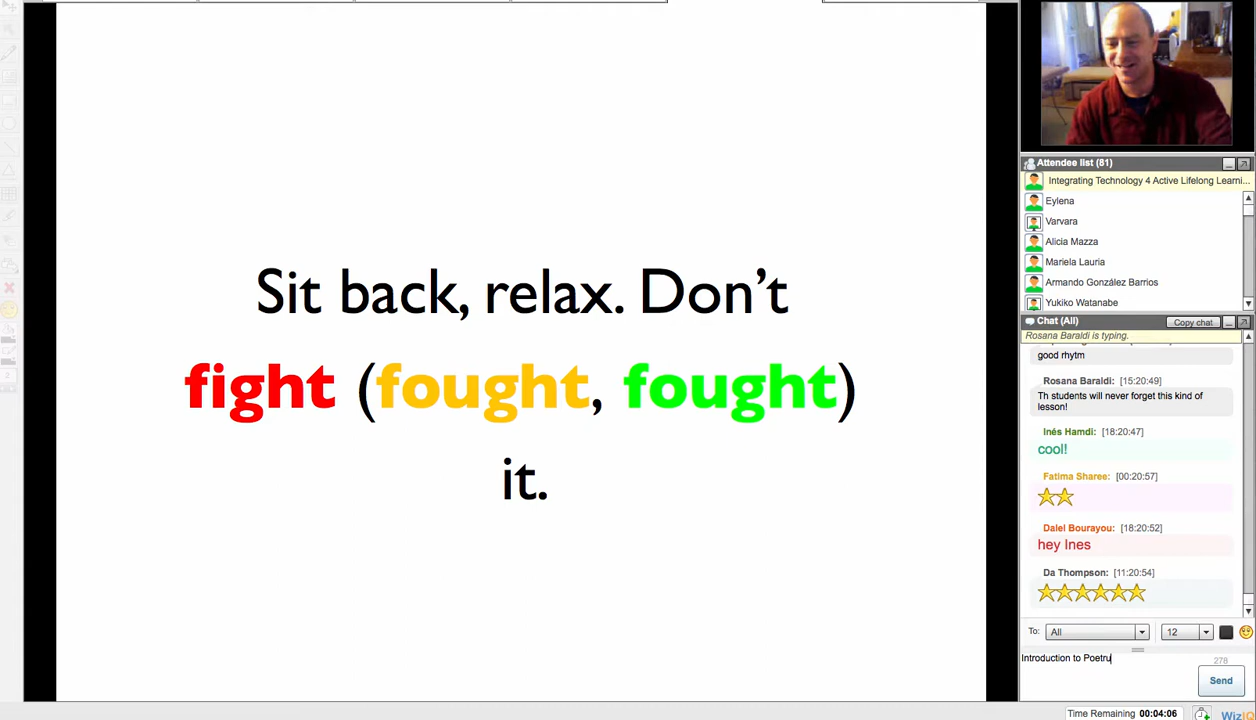 Sit back, relax. Don't
fight (fought, fought)
it.
Attendee list (81)
Integrating Technology 4 Active Lifelong Learni...
Eylena
Varvara
Alicia Mazza
Mariela Lauria
Armando González Barrios
Yukiko Watanabe
Chat (All)
Copy chat
Rosana Baraldi is typing.
good rhytm
Rosana Baraldi: [15:20:49]
Th students will never forget this kind of
lesson!
Inés Hamdi: [18:20:47]
cool!
Fatima Sharee: [00:20:57]
Dalel Bourayou: [18:20:52]
hey Ines
Da Thompson: [11:20:54]
To: All 12
Introduction to Poetru
278
Send
Time Remaining 00:04:06
WizIQ